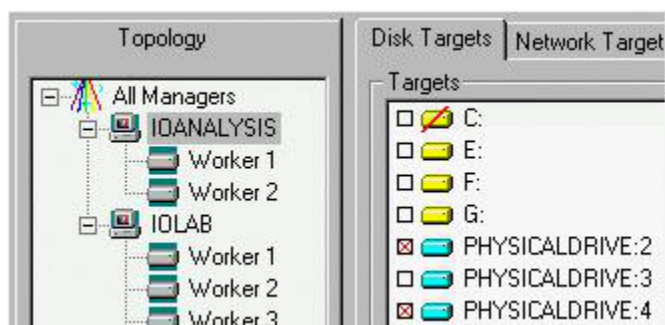 Topology
All Managers
IOANALYSIS
Worker 1
Worker 2
IOLAB
Worker 1
Worker 2
Worker 3
Disk Targets
Network Target
Targets
C:
E:
F:
G:
PHYSICALDRIVE:2
PHYSICALDRIVE:3
PHYSICALDRIVE:4